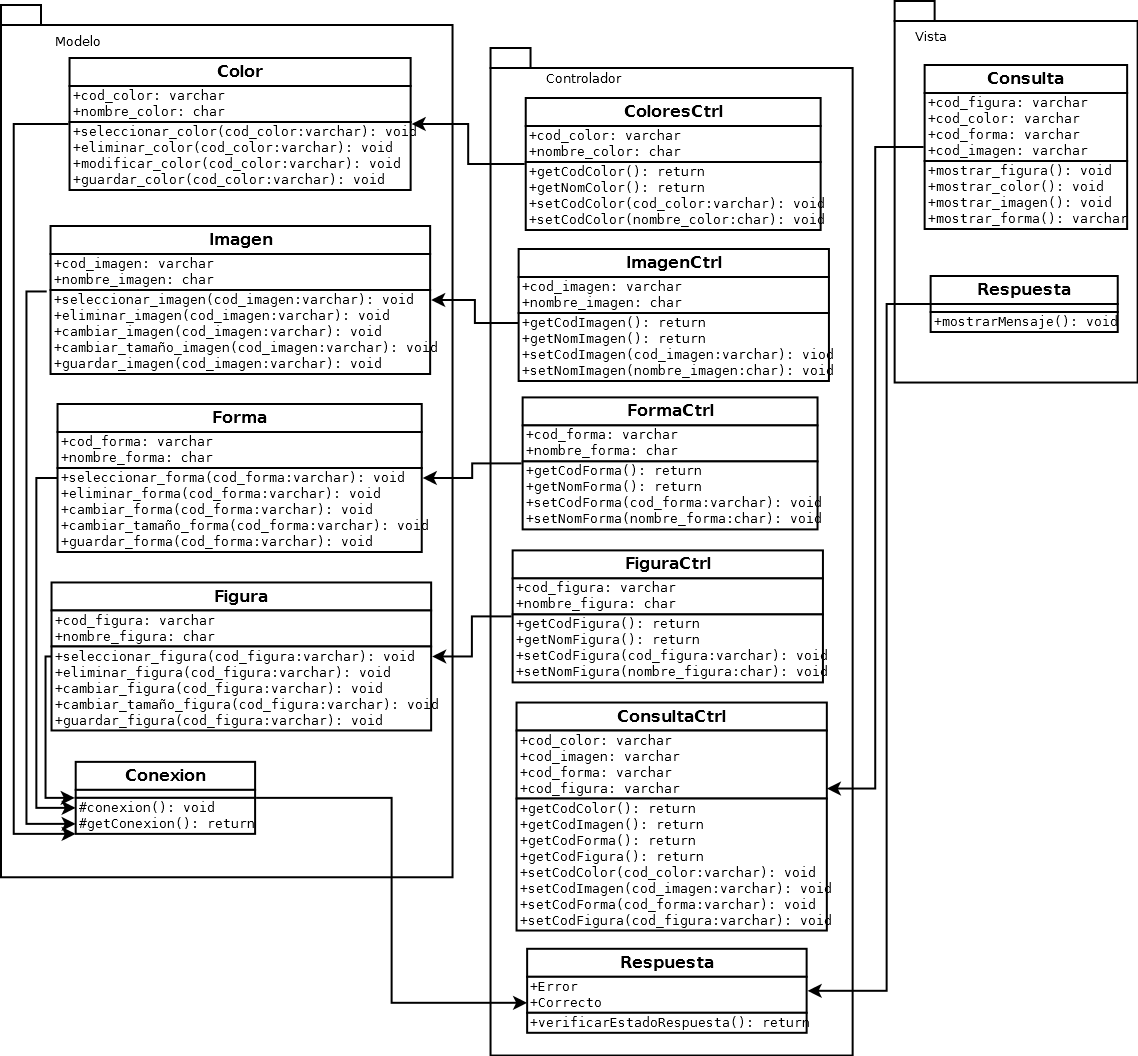 Modelo
Color
+cod_color: varchar
+nombre_color: char
+seleccionar_color(cod_color:varchar): void
+eliminar_color(cod_color:varchar): void
+modificar_color(cod_color:varchar): void
+guardar_color(cod_color:varchar): void
Imagen
+cod_imagen: varchar
+nombre_imagen: char
+seleccionar_imagen(cod_imagen:varchar): void
+eliminar_imagen(cod_imagen:varchar): void
+cambiar_imagen(cod_imagen:varchar): void
+cambiar_tamaño_imagen(cod_imagen:varchar): void
+guardar_imagen(cod_imagen:varchar): void
Forma
+cod_forma: varchar
+nombre_forma: char
+seleccionar_forma(cod_forma:varchar): void
+eliminar_forma(cod_forma:varchar): void
+cambiar_forma(cod_forma:varchar): void
+cambiar_tamaño_forma(cod_forma:varchar): void
+guardar_forma(cod_forma:varchar): void
Figura
+cod_figura: varchar
+nombre_figura: char
+seleccionar_figura(cod_figura:varchar): void
+eliminar_figura(cod_figura:varchar): void
+cambiar_figura(cod_figura:varchar): void
+cambiar_tamaño_figura(cod_figura:varchar): void
+guardar_figura(cod_figura:varchar): void
Conexion
#conexion(): void
#getConexion(): return
Controlador
ColoresCtrl
+cod_color: varchar
+nombre_color: char
+getCodColor(): return
+getNomColor(): return
+setCodColor(cod_color:varchar): void
+setCodColor(nombre_color:char): void
ImagenCtrl
+cod_imagen: varchar
+nombre_imagen: char
+getCodImagen(): return
+getNomImagen(): return
+setCodImagen(cod_imagen:varchar): viod
+setNomImagen(nombre_imagen:char): void
FormaCtrl
+cod_forma: varchar
+nombre_forma: char
+getCodForma(): return
+getNomForma(): return
+setCodForma(cod_forma:varchar): void
+setNomForma(nombre_forma:char): void
FiguraCtrl
+cod_figura: varchar
+nombre_figura: char
+getCodFigura(): return
+getNomFigura(): return
+setCodFigura(cod_figura:varchar): void
+setNomFigura(nombre_figura:char): void
ConsultaCtrl
+cod_color: varchar
+cod_imagen: varchar
+cod_forma: varchar
+cod_figura: varchar
+getCodColor(): return
+getCodImagen(): return
+getCodForma(): return
+getCodFigura(): return
+setCodColor(cod_color:varchar): void
+setCodImagen(cod_imagen:varchar): void
+setCodForma(cod_forma:varchar): void
+setCodFigura(cod_figura:varchar): void
Respuesta
+Error
+Correcto
+verificarEstadoRespuesta(): return
Vista
Consulta
+cod_figura: varchar
+cod_color: varchar
+cod_forma: varchar
+cod_imagen: varchar
+mostrar_figura(): void
+mostrar_color(): void
+mostrar_imagen(): void
+mostrar_forma(): varchar
Respuesta
+mostrarMensaje(): void